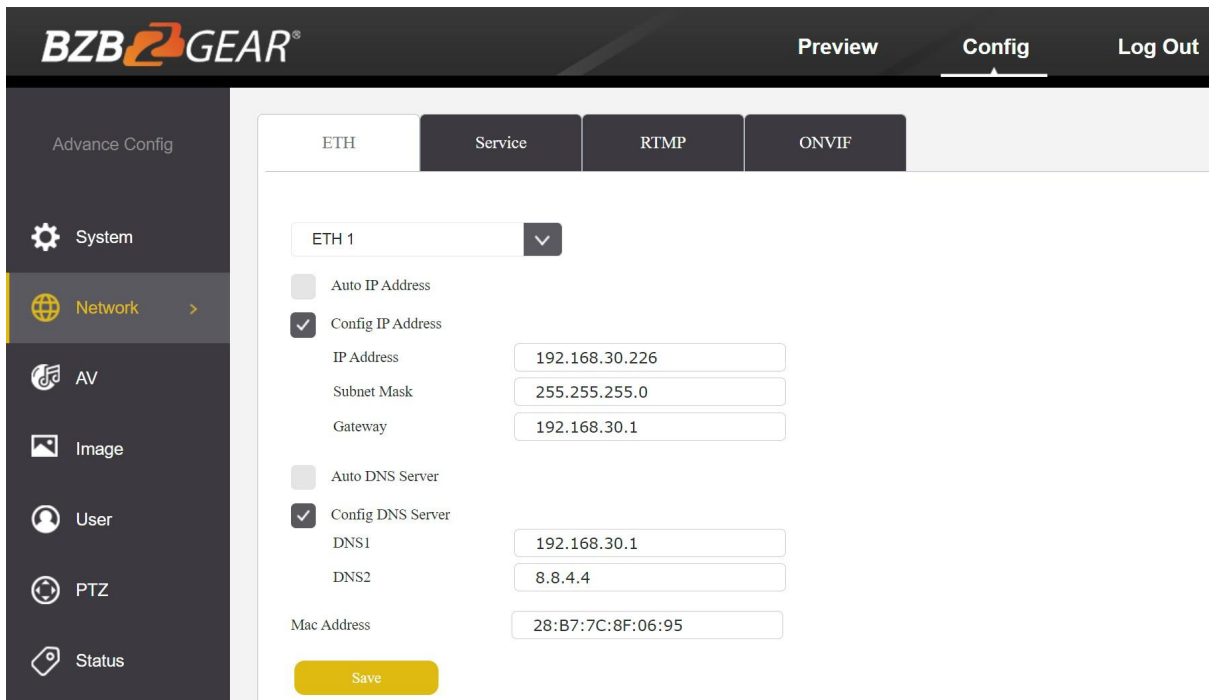 BZBGEAR®
Preview Config Log Out
Advance Config
ETH Service RTMP ONVIF
System
ETH 1
Auto IP Address
Network >
Config IP Address
IP Address 192.168.30.226
AV
Subnet Mask 255.255.255.0
Gateway 192.168.30.1
Image
Auto DNS Server
User
Config DNS Server
DNS1 192.168.30.1
DNS2 8.8.4.4
PTZ
Mac Address 28:B7:7C:8F:06:95
Status
Save